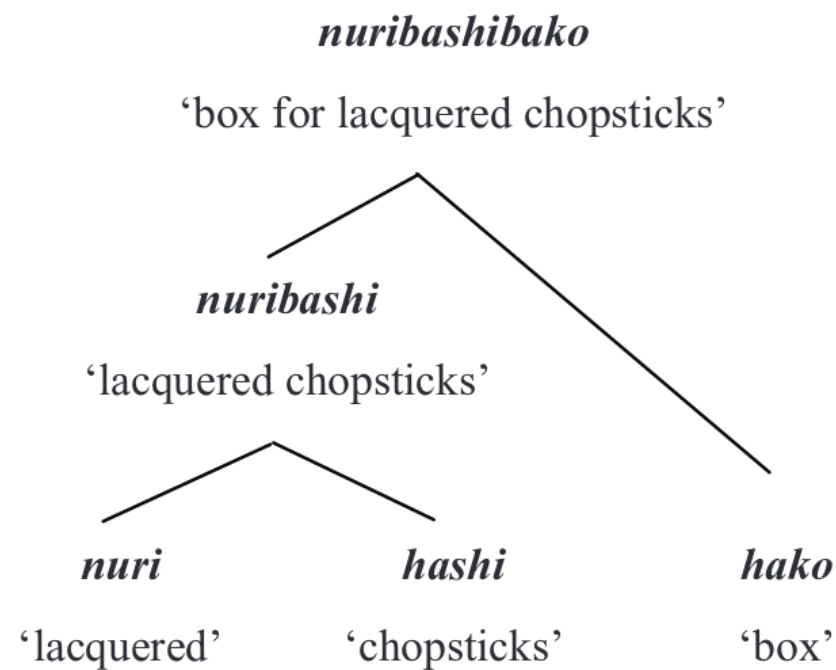 nuribashibako
‘box for lacquered chopsticks’
nuribashi
‘lacquered chopsticks’
nuri hashi hako
‘lacquered’ ‘chopsticks’ ‘box’